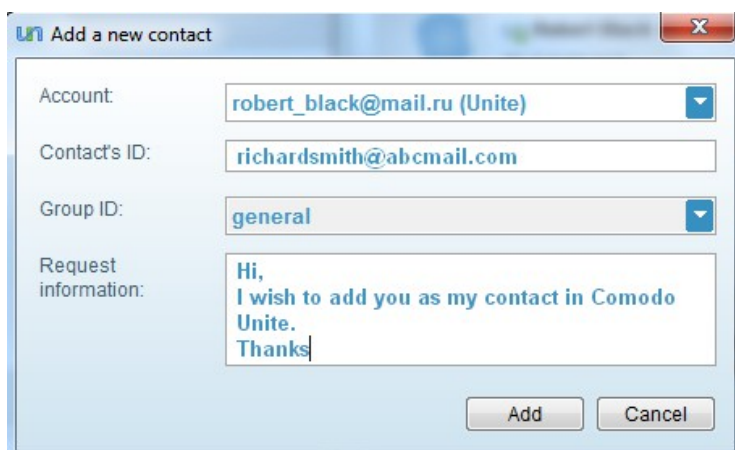 un Add a new contact
Account:
robert_black@mail.ru (Unite)
Contact's ID:
richardsmith@abcmail.com
Group ID:
general
Request
information:
Hi,
I wish to add you as my contact in Comodo
Unite.
Thanks
Add Cancel